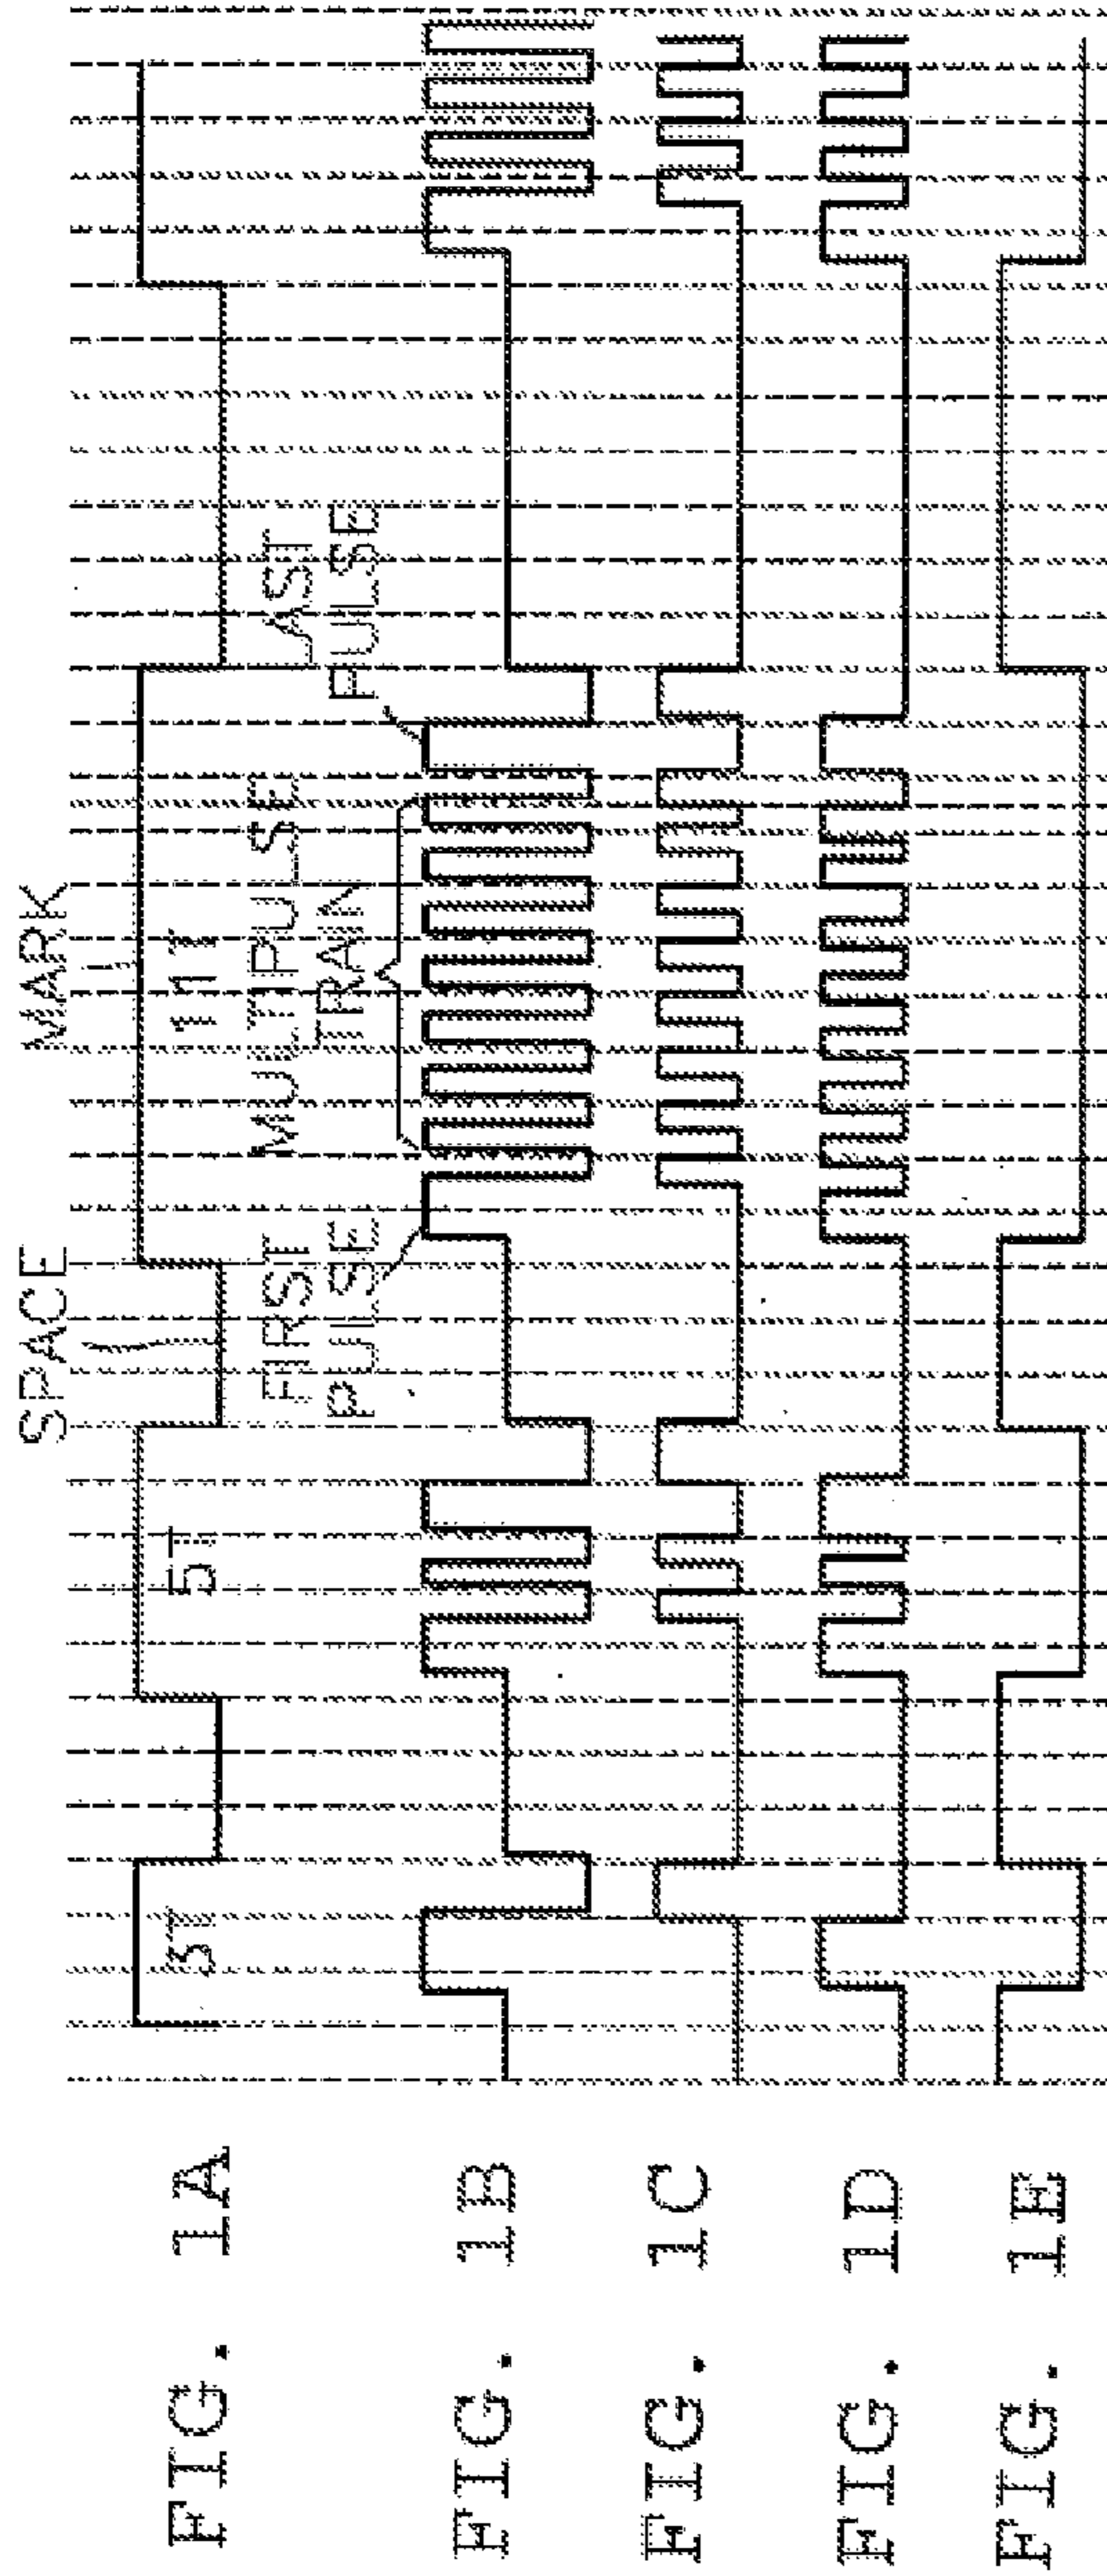 SPACE
MARK
FIG. 1A
3T
5T
11T
FIRST
PULSE
MULTIPULSE
TRAIN
LAST
PULSE
FIG. 1B
FIG. 1C
FIG. 1D
FIG. 1E